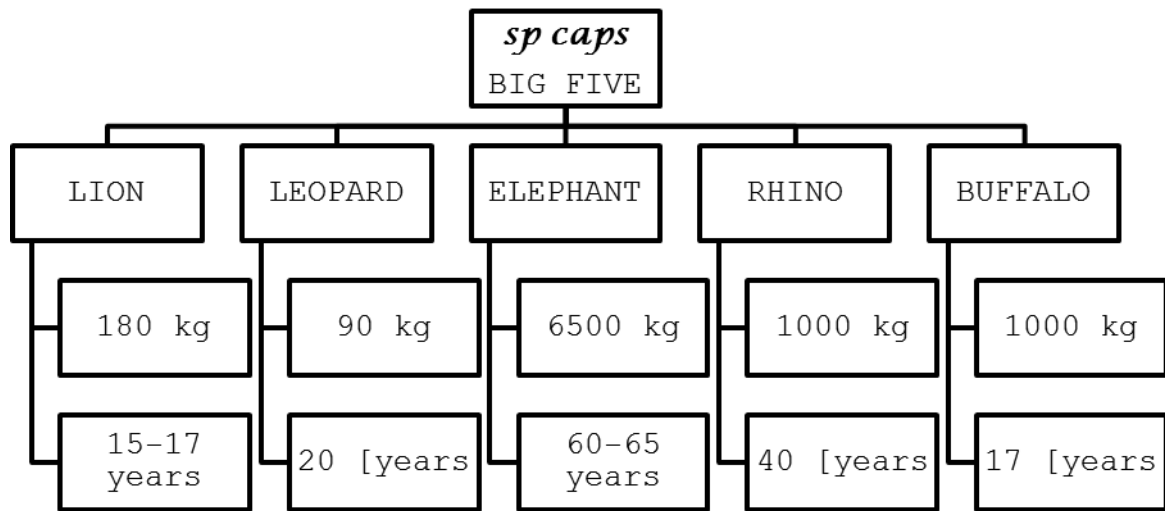 sp caps
BIG FIVE
LION
LEOPARD
ELEPHANT
RHINO
BUFFALO
180 kg
90 kg
6500 kg
1000 kg
1000 kg
15–17
years
20 [years
60–65
years
40 [years
17 [years